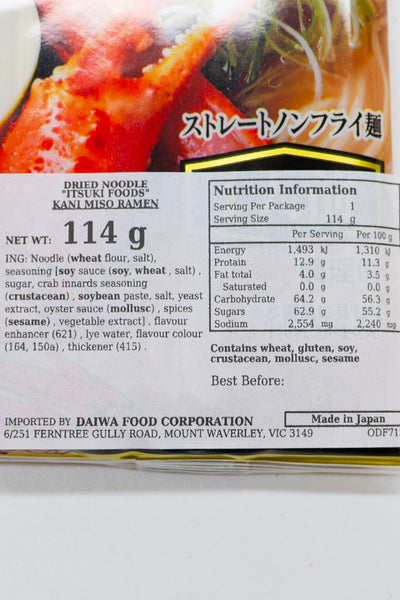 ストレートノンフライ麺
DRIED NOODLE
"ITSUKI FOODS"
KANI MISO RAMEN
NET WT: 114 g
ING: Noodle (wheat flour, salt),
seasoning [soy sauce (soy, wheat , salt) ,
sugar, crab innards seasoning
(crustacean) , soybean paste, salt, yeast
extract, oyster sauce (mollusc) , spices
(sesame) , vegetable extract] , flavour
enhancer (621) , lye water, flavour colour
(164, 150a) , thickener (415) .
Nutrition Information
Serving Per Package 1
Serving Size 114 g
Per Serving Per 100 g
Energy 1,493 kJ 1,310 kJ
Protein 12.9 g 11.3 g
Fat total 4.0 g 3.5 g
Saturated 0.0 g 0.0 g
Carbohydrate 64.2 g 56.3 g
Sugars 62.9 g 55.2 g
Sodium 2,554 mg 2,240 mg
Contains wheat, gluten, soy,
crustacean, mollusc, sesame
Best Before:
IMPORTED BY DAIWA FOOD CORPORATION
6/251 FERNTREE GULLY ROAD, MOUNT WAVERLEY, VIC 3149
Made in Japan